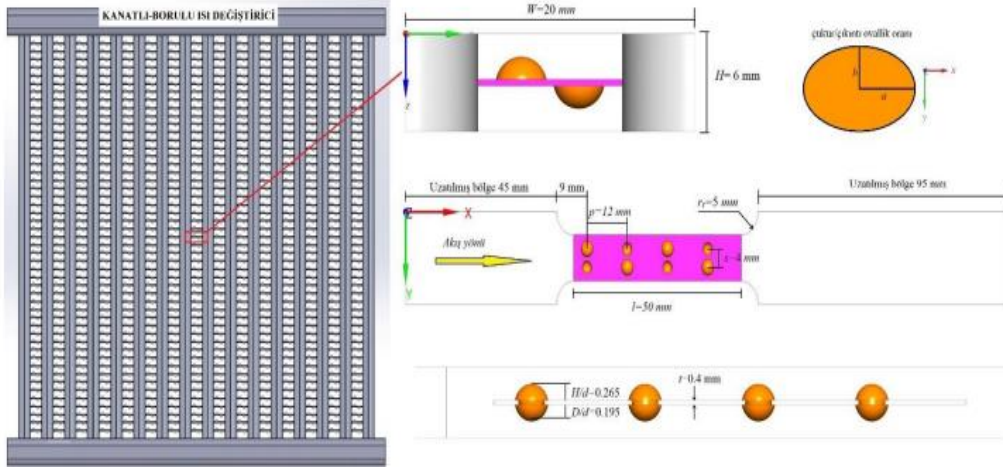 KANATLI-BORULU ISI DEĞİŞTİRİCİ
W=20 mm
H= 6 mm
z
çukur/çıkıntı ovallik oranı
b
a
x
y
Uzatılmış bölge 45 mm
9 mm
Uzatılmış bölge 95 mm
X
p=12 mm
r₁=5 mm
Akış yönü
s=4 mm
Y
l=50 mm
H/d=0.265
D/d=0.195
t=0.4 mm